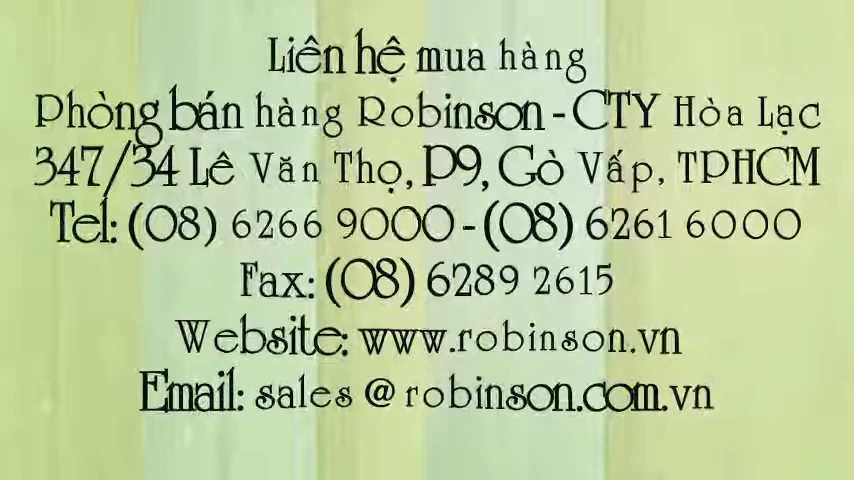 Liên hệ mua hàng
Phòng bán hàng Robinson - CTY Hòa Lạc
347/34 Lê Văn Thọ, P9, Gò Vấp, TPHCM
Tel: (08) 6266 9000 - (08) 6261 6000
Fax: (08) 6289 2615
Website: www.robinson.vn
Email: sales @ robinson.com.vn